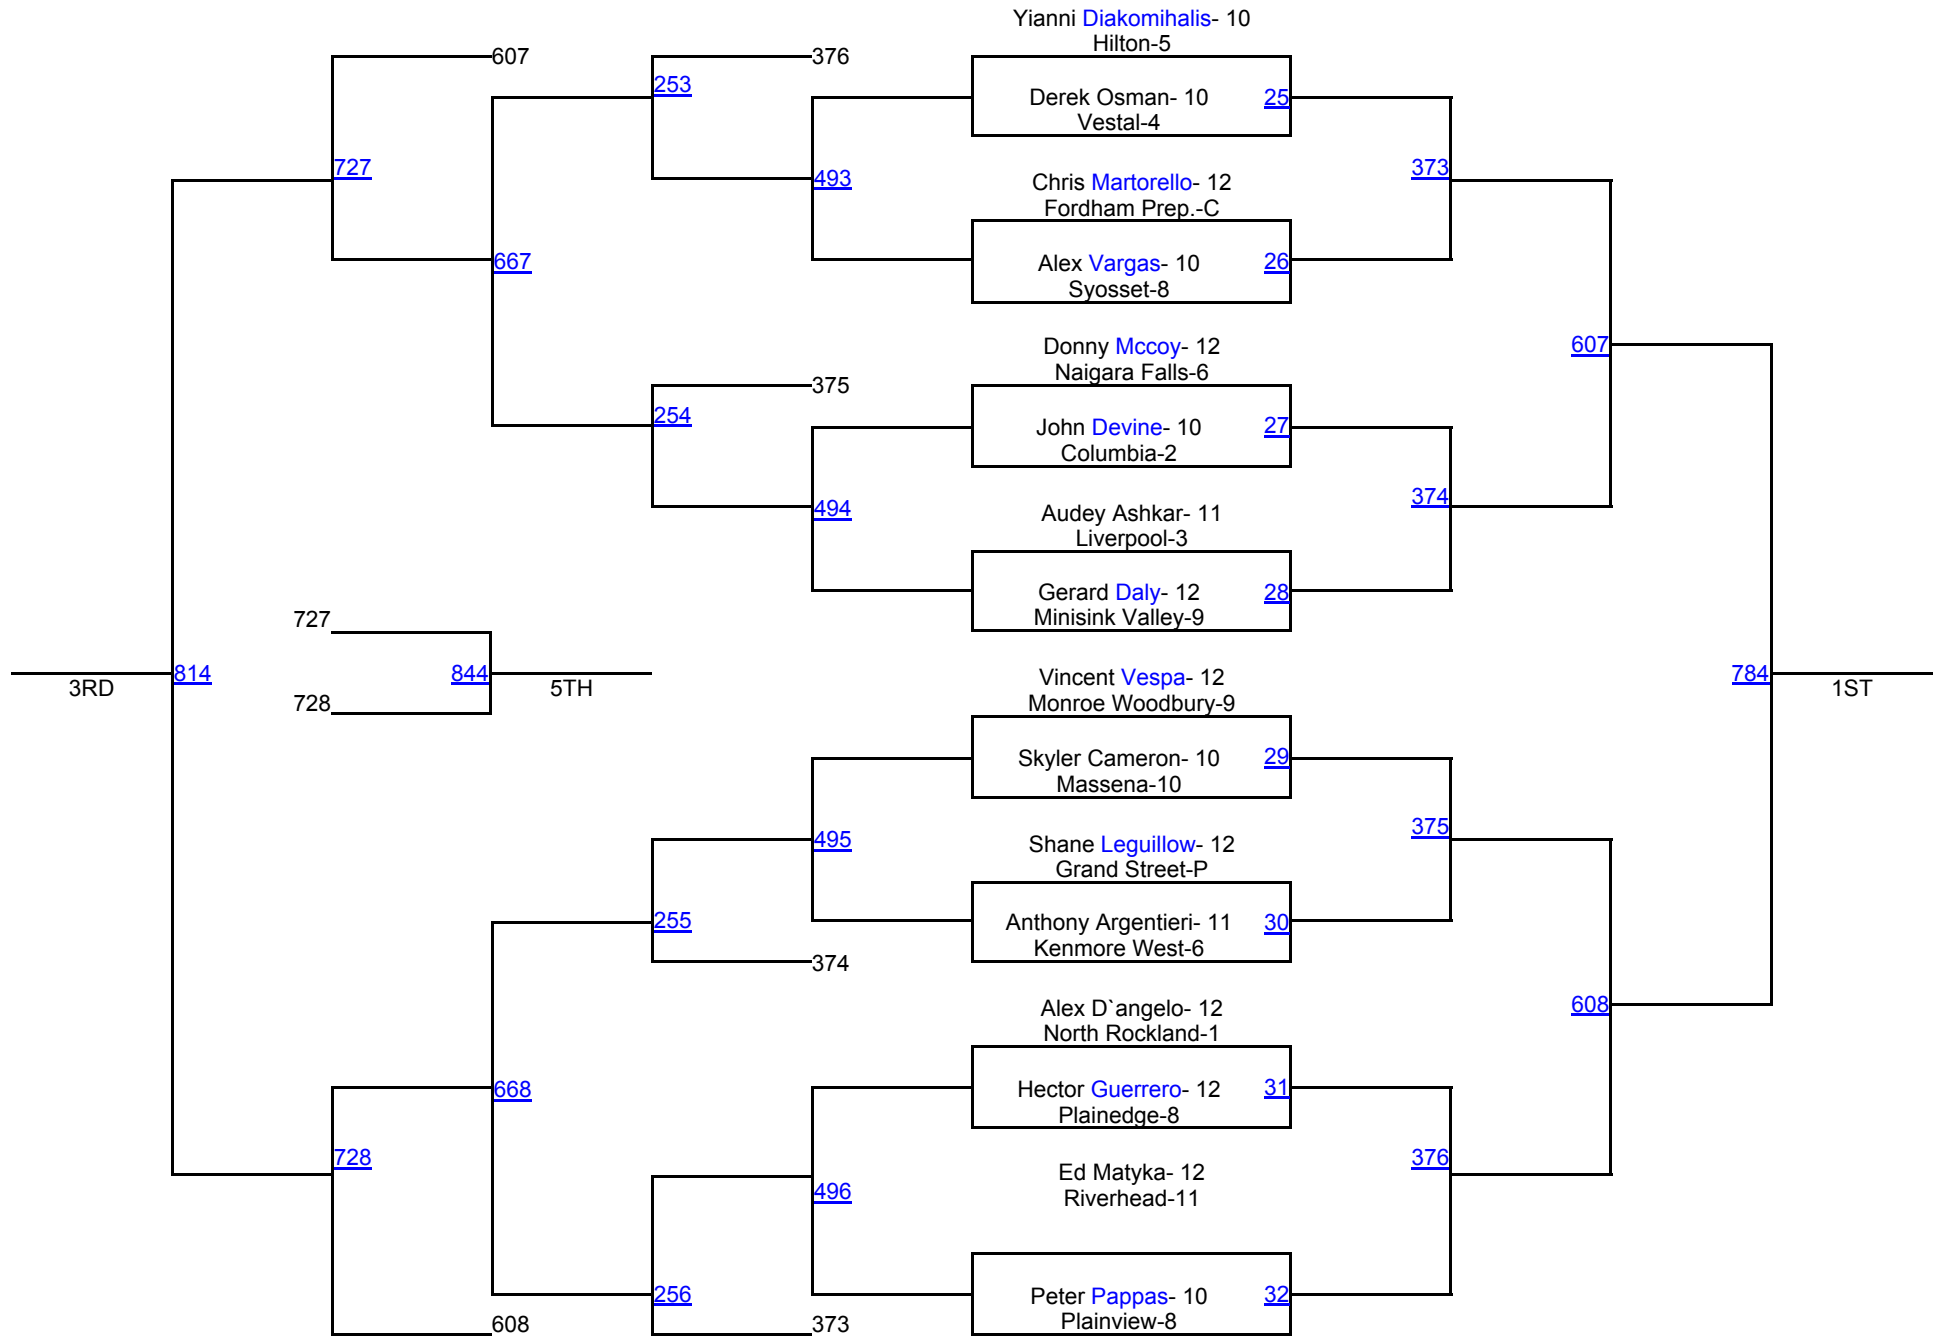 Yianni Diakomihalis- 10
Hilton-5
607
376
253
Derek Osman- 10
25
Vestal-4
727
493
Chris Martorello- 12
373
Fordham Prep.-C
667
Alex Vargas- 10
26
Syosset-8
Donny Mccoy- 12
607
Naigara Falls-6
375
254
John Devine- 10
27
Columbia-2
494
Audey Ashkar- 11
374
Liverpool-3
Gerard Daly- 12
28
Minisink Valley-9
727
814
844
Vincent Vespa- 12
784
3RD
5TH
1ST
728
Monroe Woodbury-9
Skyler Cameron- 10
29
Massena-10
495
Shane Leguillow- 12
375
Grand Street-P
255
Anthony Argentieri- 11
30
Kenmore West-6
374
Alex D`angelo- 12
608
North Rockland-1
668
Hector Guerrero- 12
31
Plainedge-8
728
496
Ed Matyka- 12
376
Riverhead-11
256
Peter Pappas- 10
32
Plainview-8
608
373